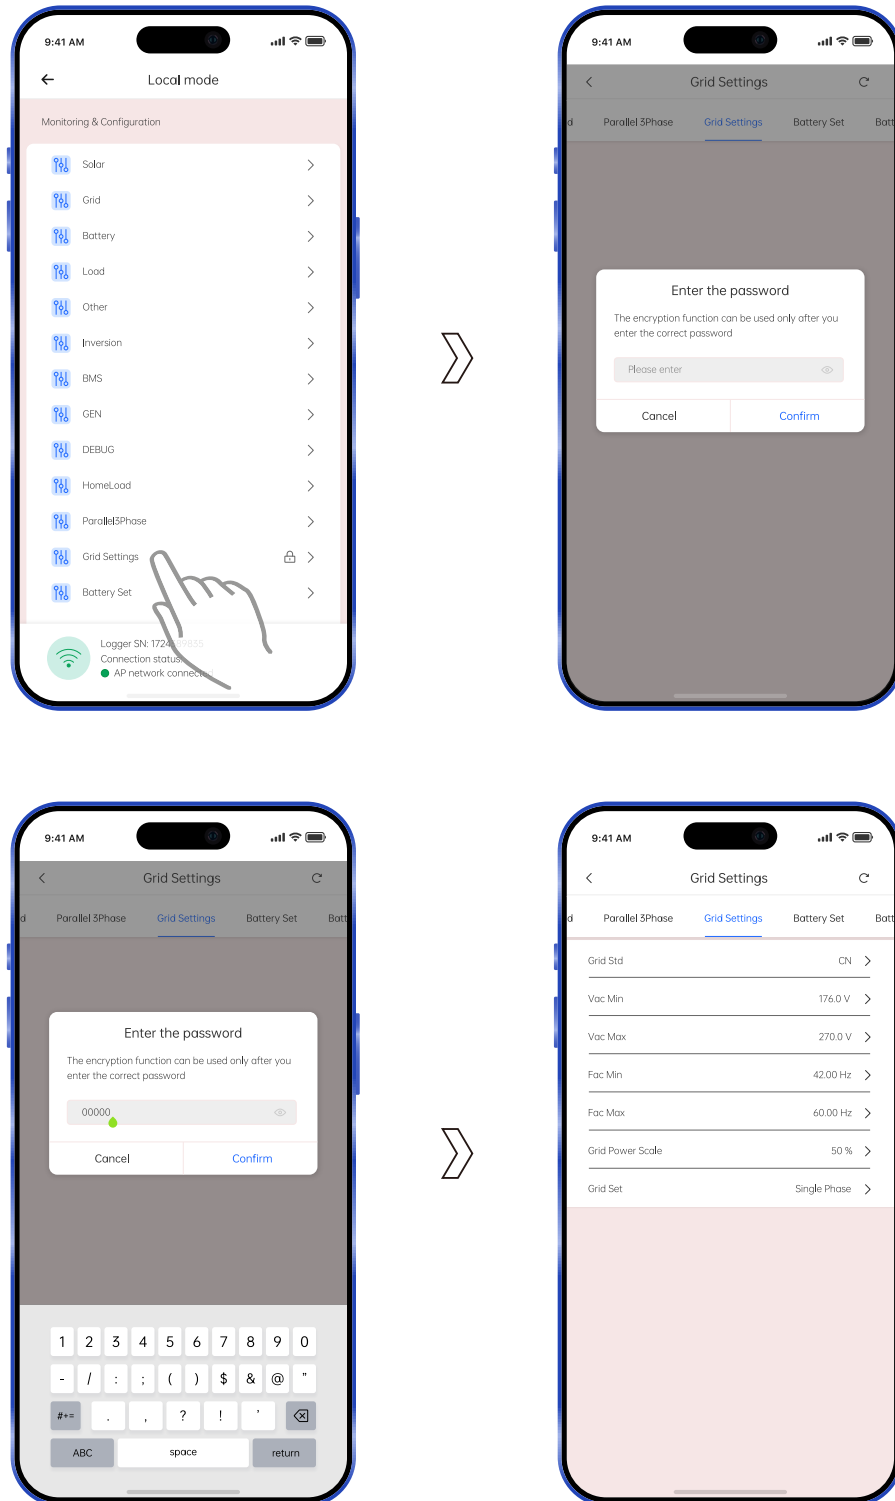 9:41 AM
Local mode
Monitoring & Configuration
Solar
Grid
Battery
Load
Other
Inversion
BMS
GEN
DEBUG
HomeLoad
Parallel3Phase
Grid Settings
Battery Set
Logger SN:
Connection status:
AP network connected
9:41 AM
Grid Settings
d Parallel 3Phase Grid Settings Battery Set Batt
Enter the password
The encryption function can be used only after you
enter the correct password
Please enter
Cancel Confirm
9:41 AM
Grid Settings
d Parallel 3Phase Grid Settings Battery Set Batt
Enter the password
The encryption function can be used only after you
enter the correct password
00000
Cancel Confirm
1 2 3 4 5 6 7 8 9 0
- / : ; ( ) $ & @ "
#+= . , ? ! '
ABC space return
9:41 AM
Grid Settings
d Parallel 3Phase Grid Settings Battery Set Batt
Grid Std CN
Vac Min 176.0 V
Vac Max 270.0 V
Fac Min 42.00 Hz
Fac Max 60.00 Hz
Grid Power Scale 50 %
Grid Set Single Phase